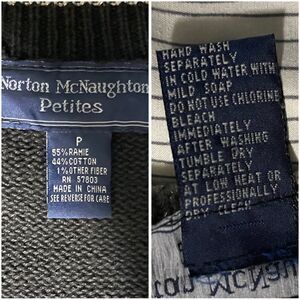 Norton McNaughton
Petites
P
55% RAMIE
44% COTTON
1% OTHER FIBER
RN 57803
MADE IN CHINA
SEE REVERSE FOR CARE
HAND WASH
SEPARATELY
IN COLD WATER WITH
MILD SOAP
DO NOT USE CHLORINE
BLEACH
IMMEDIATELY
AFTER WASHING
TUMBLE DRY
SEPARATELY
AT LOW HEAT OR
PROFESSIONALLY
DRY CLEAN
ton McNau